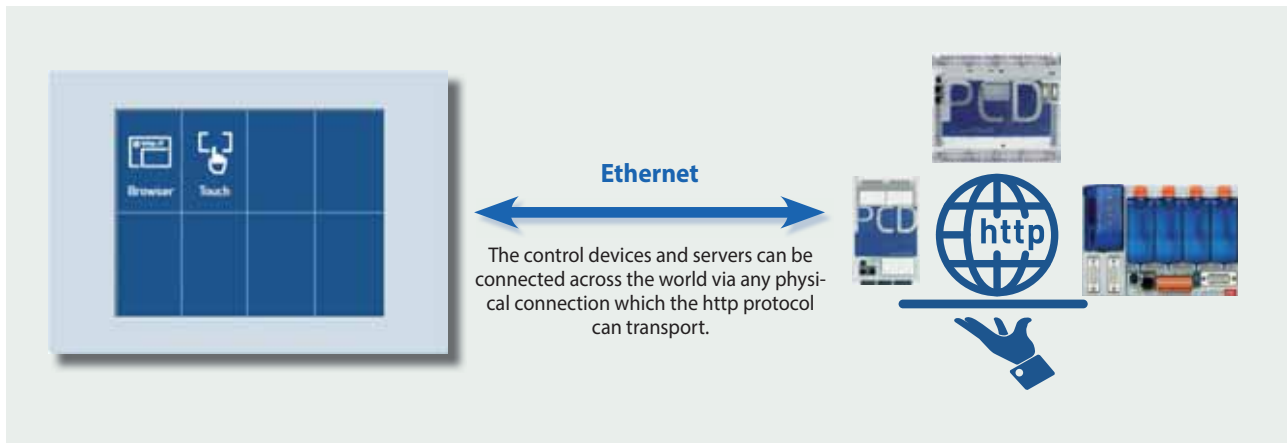 Browser
Touch
Ethernet
The control devices and servers can be
connected across the world via any physi-
cal connection which the http protocol
can transport.
PCD
PCD
http